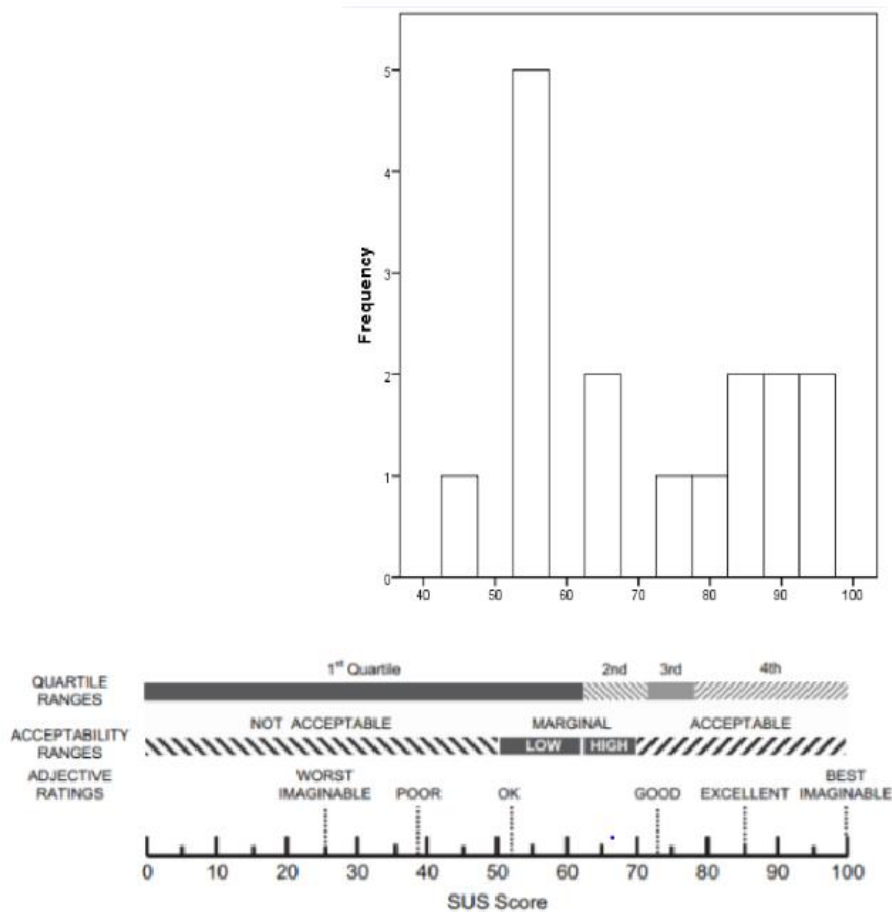 5
4
3
2
1
0
Frequency
40 50 60 70 80 90 100
1st Quartile 2nd 3rd 4th
QUARTILE
RANGES
NOT ACCEPTABLE MARGINAL ACCEPTABLE
ACCEPTABILITY
RANGES
LOW HIGH
ADJECTIVE
RATINGS
WORST
IMAGINABLE
POOR
OK
GOOD
EXCELLENT
BEST
IMAGINABLE
0 10 20 30 40 50 60 70 80 90 100
SUS Score